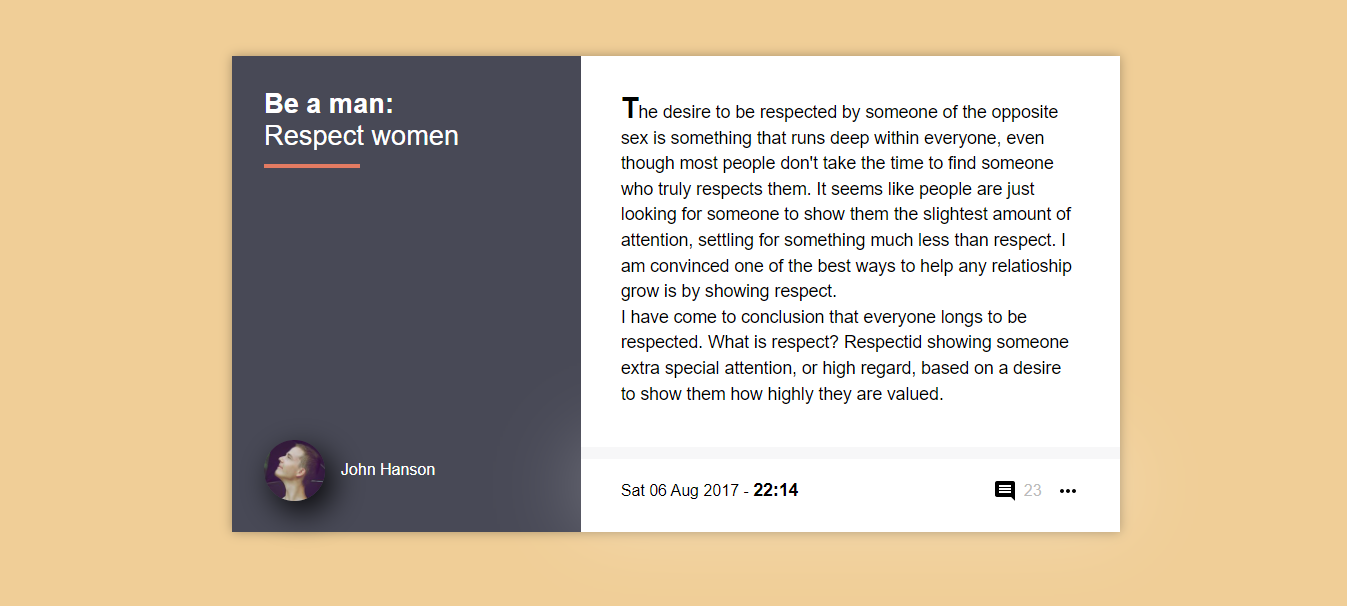 Be a man:
Respect women
John Hanson
The desire to be respected by someone of the opposite
sex is something that runs deep within everyone, even
though most people don't take the time to find someone
who truly respects them. It seems like people are just
looking for someone to show them the slightest amount of
attention, settling for something much less than respect. I
am convinced one of the best ways to help any relatioship
grow is by showing respect.
I have come to conclusion that everyone longs to be
respected. What is respect? Respectid showing someone
extra special attention, or high regard, based on a desire
to show them how highly they are valued.
Sat 06 Aug 2017 - 22:14
23